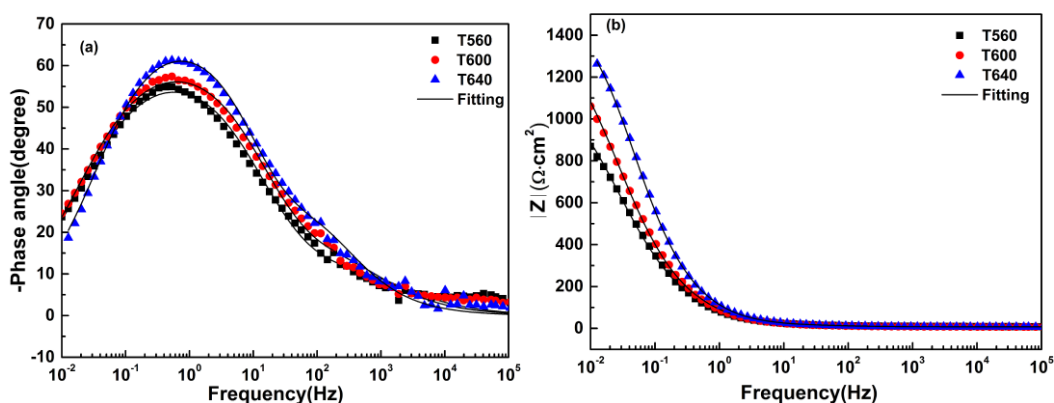 (a)
T560
T600
T640
Fitting
-Phase angle(degree)
70
60
50
40
30
20
10
0
-10
10⁻² 10⁻¹ 10⁰ 10¹ 10² 10³ 10⁴ 10⁵
Frequency(Hz)
(b)
T560
T600
T640
Fitting
|Z| (Ω·cm²)
1400
1200
1000
800
600
400
200
0
10⁻² 10⁻¹ 10⁰ 10¹ 10² 10³ 10⁴ 10⁵
Frequency(Hz)